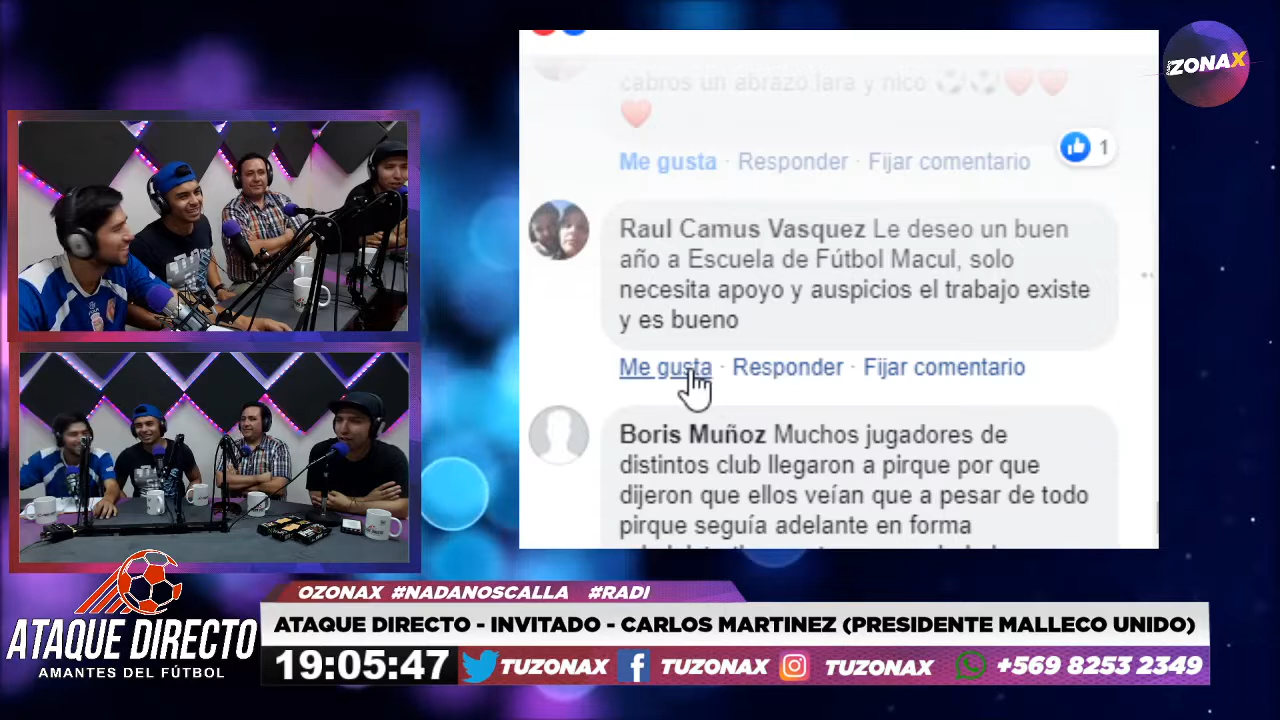 cabros un abrazo lara y nico
1
Me gusta · Responder · Fijar comentario
Raul Camus Vasquez Le deseo un buen
año a Escuela de Fútbol Macul, solo
necesita apoyo y auspicios el trabajo existe
y es bueno
Me gusta · Responder · Fijar comentario
Boris Muñoz Muchos jugadores de
distintos club llegaron a pirque por que
dijeron que ellos veían que a pesar de todo
pirque seguía adelante en forma
ZONAX
ATAQUE DIRECTO
AMANTES DEL FÚTBOL
OZONAX #NADANOSCALLA #RADI
ATAQUE DIRECTO - INVITADO - CARLOS MARTINEZ (PRESIDENTE MALLECO UNIDO)
19:05:47 TUZONAX TUZONAX TUZONAX +569 8253 2349